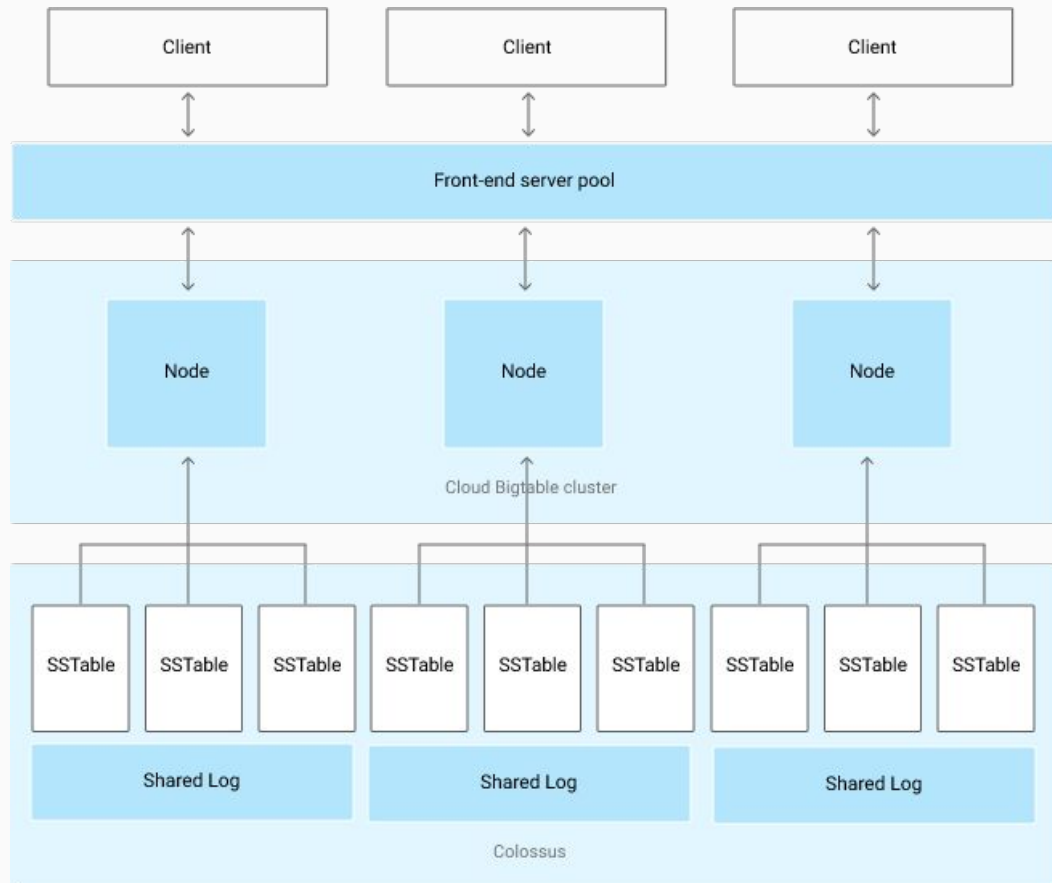 Client
Client
Client
Front-end server pool
Node
Node
Node
Cloud Bigtable cluster
SSTable
SSTable
SSTable
SSTable
SSTable
SSTable
SSTable
SSTable
SSTable
Shared Log
Shared Log
Shared Log
Colossus